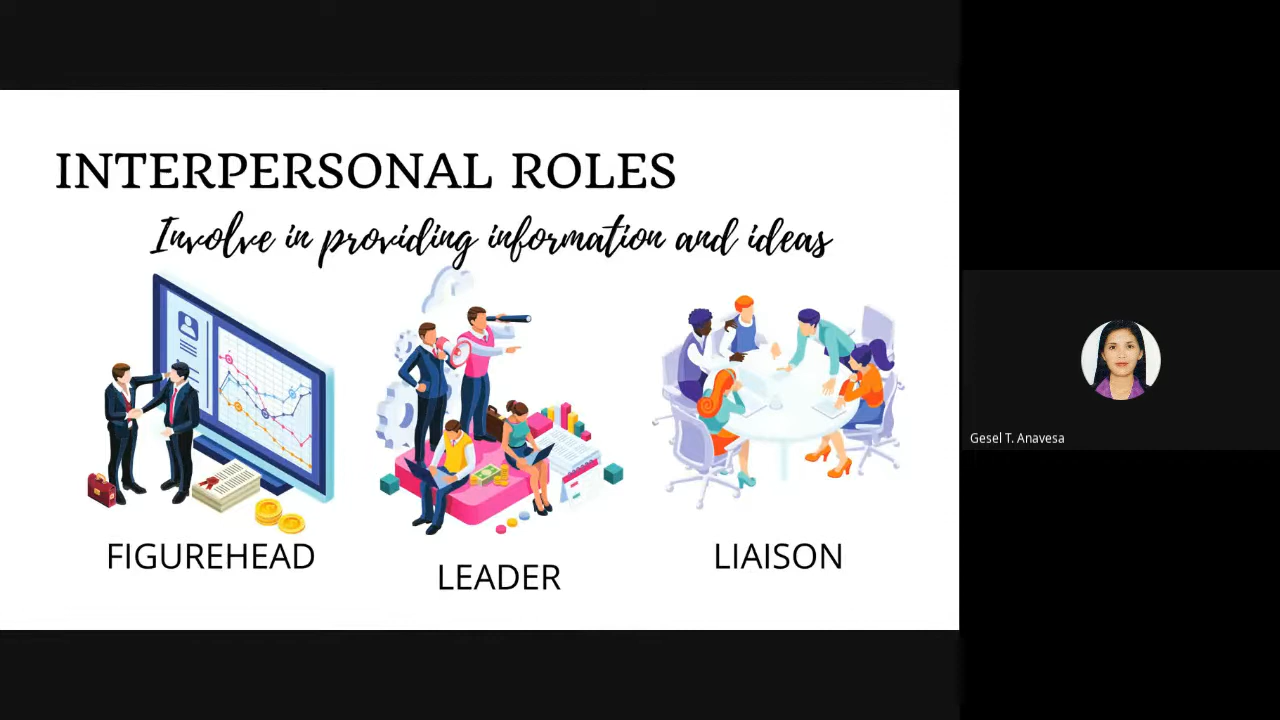 INTERPERSONAL ROLES
Involve in providing information and ideas
FIGUREHEAD
LEADER
LIAISON
Gesel T. Anavesa